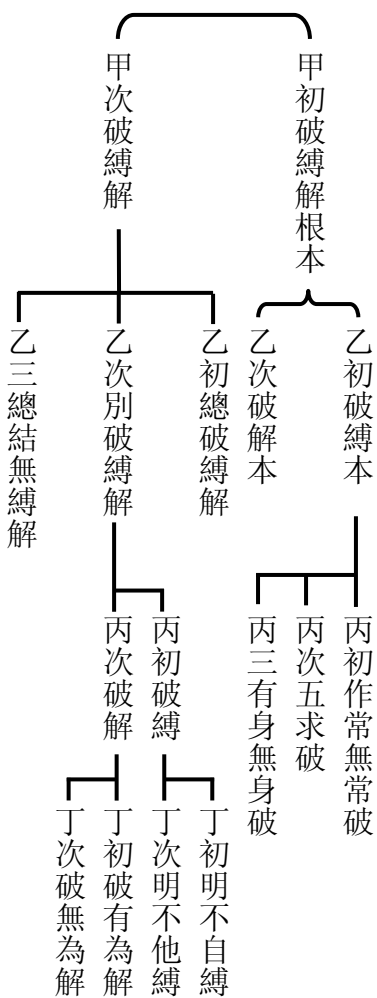 甲初破縛解根本
甲次破縛解
乙初破縛本
乙次破解本
乙初總破縛解
乙次別破縛解
乙三總結無縛解
丙初作常無常破
丙次五求破
丙三有身無身破
丙初破縛
丙次破解
丁初明不自縛
丁次明不他縛
丁初破有為解
丁次破無為解